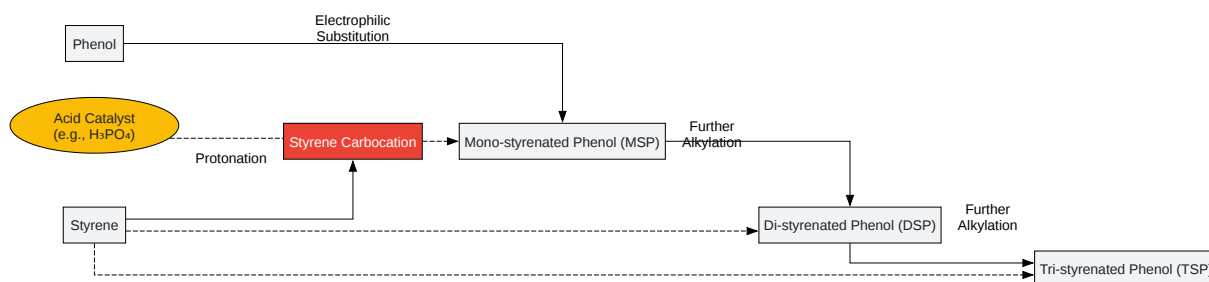 Electrophilic
Substitution
Phenol
Acid Catalyst
(e.g., H₃PO₄)
Styrene Carbocation
Protonation
Mono-styrenated Phenol (MSP)
Further
Alkylation
Styrene
Di-styrenated Phenol (DSP)
Further
Alkylation
Tri-styrenated Phenol (TSP)